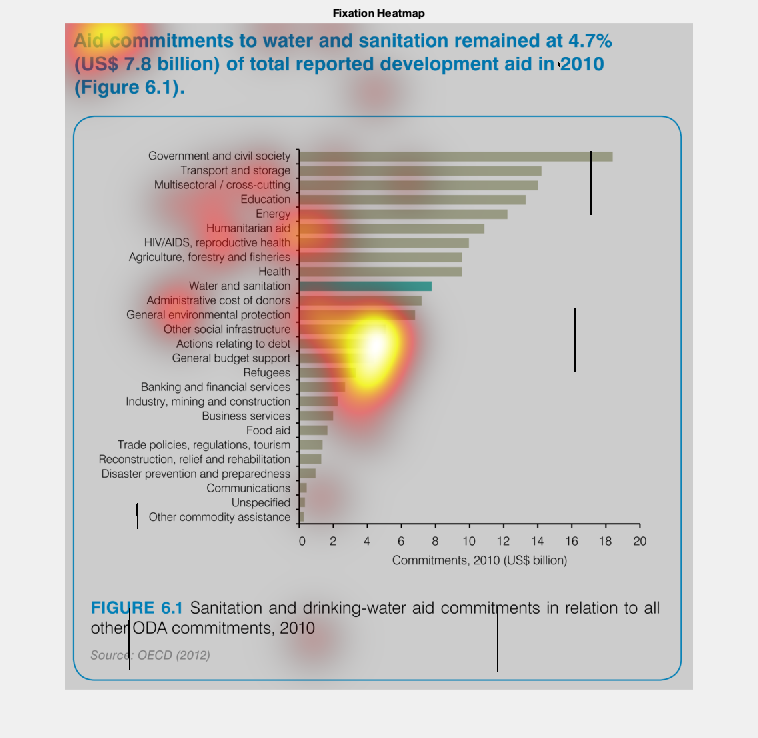 Fixation Heatmap
Aid commitments to water and sanitation remained at 4.7%
(US$ 7.8 billion) of total reported development aid in 2010
(Figure 6.1).
Government and civil society
Transport and storage
Multisectoral / cross-cutting
Education
Energy
Humanitarian aid
HIV/AIDS, reproductive health
Agriculture, forestry and fisheries
Health
Water and sanitation
Administrative cost of donors
General environmental protection
Other social infrastructure
Actions relating to debt
General budget support
Refugees
Banking and financial services
Industry, mining and construction
Business services
Food aid
Trade policies, regulations, tourism
Reconstruction, relief and rehabilitation
Disaster prevention and preparedness
Communications
Unspecified
Other commodity assistance
0 2 4 6 8 10 12 14 16 18 20
Commitments, 2010 (US$ billion)
FIGURE 6.1 Sanitation and drinking-water aid commitments in relation to all
other ODA commitments, 2010
Source: OECD (2012)